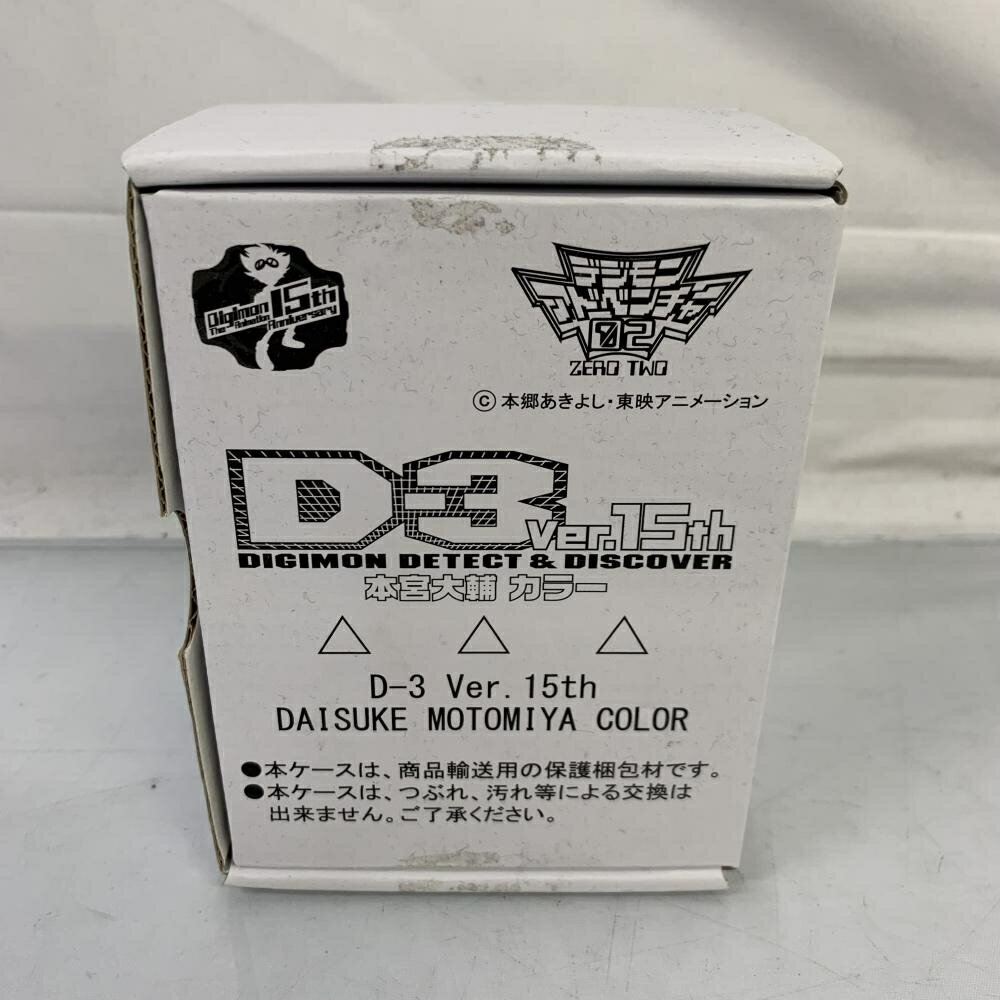 Digimon
The Animation
15th
Anniversary
デジモン
アドベンチャー
02
ZERO TWO
©本郷あきよし・東映アニメーション
D-3 Ver.15th
DIGIMON DETECT & DISCOVER
本宮大輔 カラー
△ △ △
D-3 Ver.15th
DAISUKE MOTOMIYA COLOR
●本ケースは、商品輸送用の保護梱包材です。
●本ケースは、つぶれ、汚れ等による交換は
出来ません。ご了承ください。